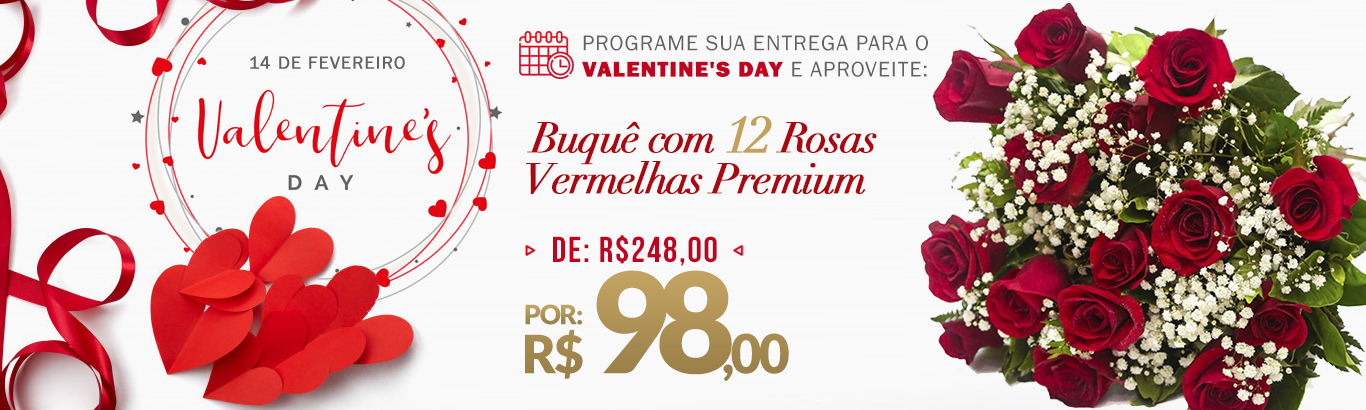 14 DE FEVEREIRO
Valentine's
DAY
PROGRAME SUA ENTREGA PARA O
VALENTINE'S DAY E APROVEITE:
Buquê com 12 Rosas
Vermelhas Premium
DE: R$248,00
POR:
R$ 98,00